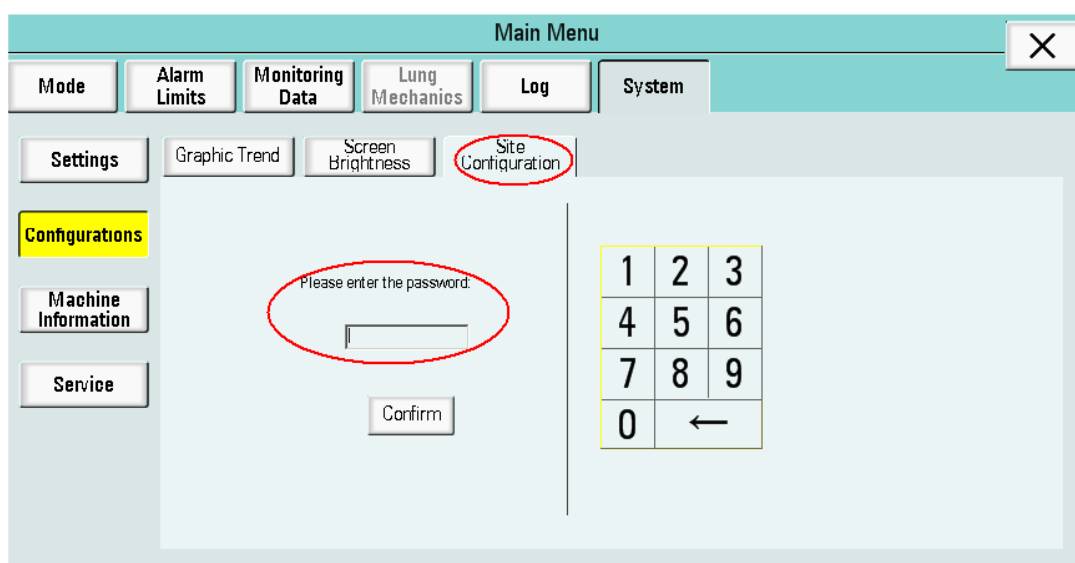 Main Menu
Mode
Alarm
Limits
Monitoring
Data
Lung
Mechanics
Log
System
Settings
Graphic Trend
Screen
Brightness
Site
Configuration
Configurations
Please enter the password:
Machine
Information
Service
Confirm
1 2 3
4 5 6
7 8 9
0 ←